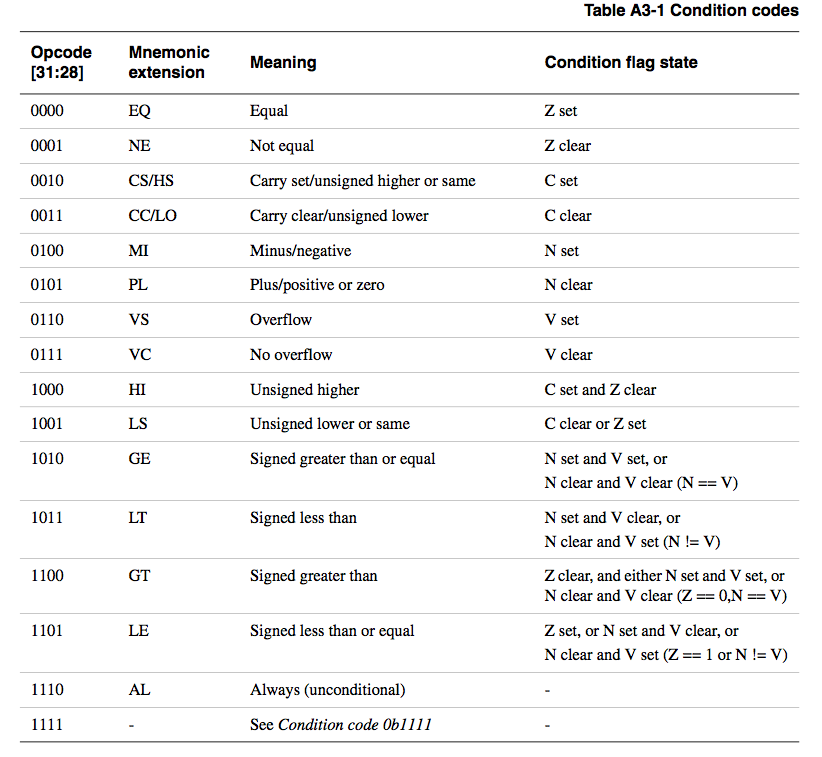 Table A3-1 Condition codes
Opcode [31:28] Mnemonic extension Meaning Condition flag state
0000 EQ Equal Z set
0001 NE Not equal Z clear
0010 CS/HS Carry set/unsigned higher or same C set
0011 CC/LO Carry clear/unsigned lower C clear
0100 MI Minus/negative N set
0101 PL Plus/positive or zero N clear
0110 VS Overflow V set
0111 VC No overflow V clear
1000 HI Unsigned higher C set and Z clear
1001 LS Unsigned lower or same C clear or Z set
1010 GE Signed greater than or equal N set and V set, or
N clear and V clear (N == V)
1011 LT Signed less than N set and V clear, or
N clear and V set (N != V)
1100 GT Signed greater than Z clear, and either N set and V set, or
N clear and V clear (Z == 0,N == V)
1101 LE Signed less than or equal Z set, or N set and V clear, or
N clear and V set (Z == 1 or N != V)
1110 AL Always (unconditional) -
1111 - See Condition code 0b1111 -